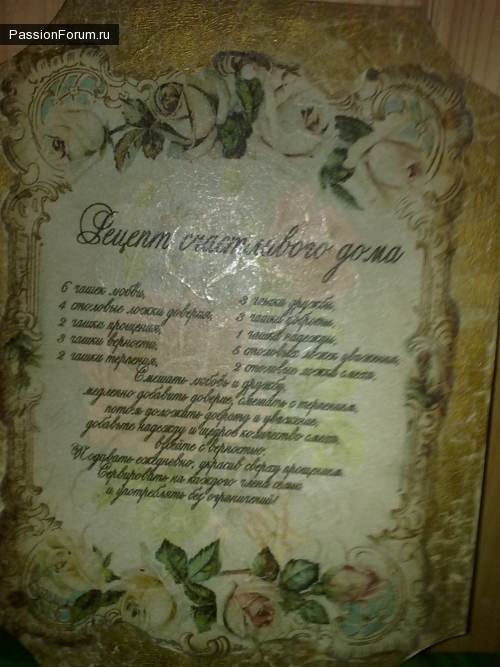 PassionForum.ru
Рецепт счастливого дома
6 чашек любви,
4 столовые ложки доверия,
2 чашки прощения,
3 чашки верности,
2 чашки терпения,
3 чашки дружбы,
3 чашки доброты,
1 чашка надежды,
5 столовых ложек уважения,
2 столовых ложки смеха.
Смешать любовь и дружбу,
медленно добавить доверие, смешать с терпением,
потом доложить доброту и уважение,
добавьте надежду и щедрое количество смеха,
взбейте с верностью.
Подавать ежедневно, украсив сверху прощением.
Сервировать на каждого члена семьи
и употреблять без ограничений!